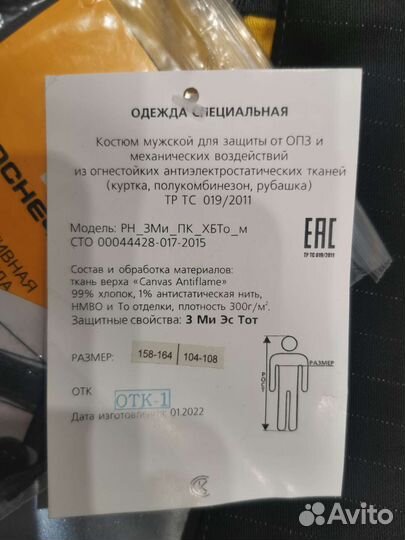 ОДЕЖДА СПЕЦИАЛЬНАЯ
Костюм мужской для защиты от ОПЗ и
механических воздействий
из огнестойких антиэлектростатических тканей
(куртка, полукомбинезон, рубашка)
ТР ТС 019/2011
Модель: РН_ЗМи_ПК_ХБТо_м
СТО 00044428-017-2015
ЕАС
ТР ТС 019/2011
Состав и обработка материалов:
ткань верха «Canvas Antiflame»
99% хлопок, 1% антистатическая нить,
НМВО и То отделки, плотность 300г/м².
Защитные свойства: З Ми Эс Тот
РАЗМЕР: 158-164 104-108
РОСТ
РАЗМЕР
ОТК ОТК-1
Дата изготовления: 01.2022
Avito